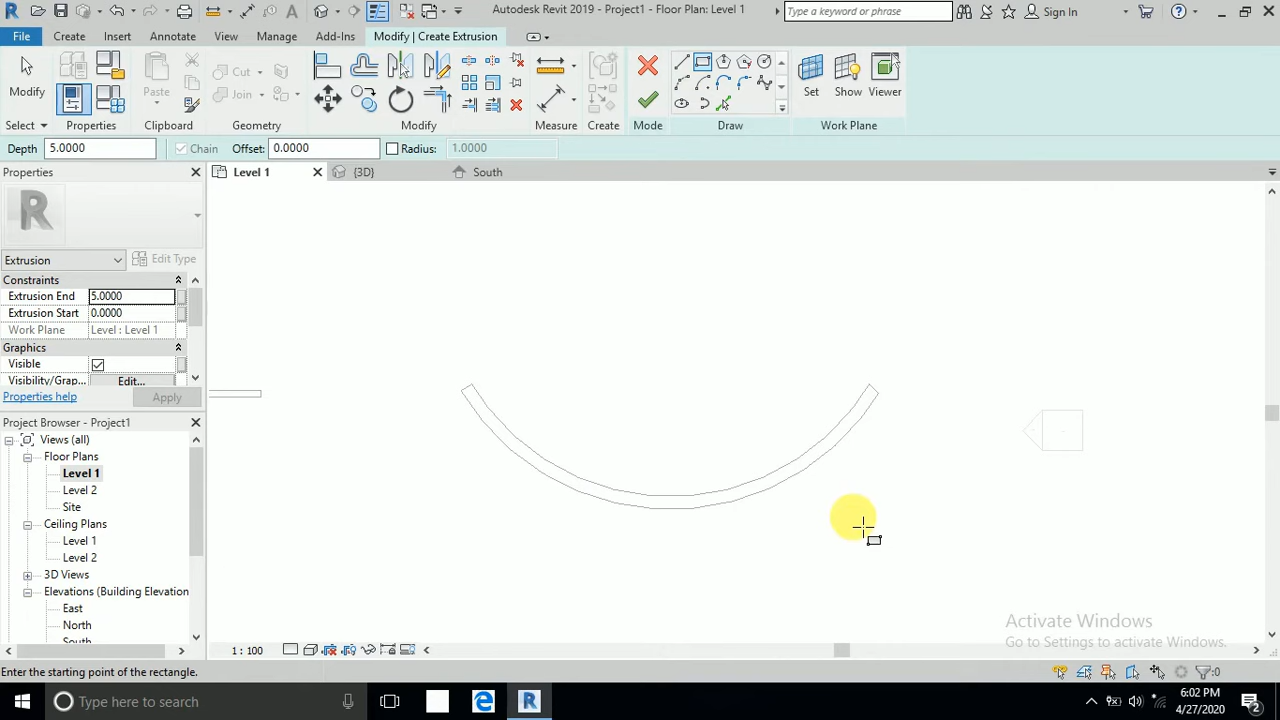 Autodesk Revit 2019 - Project1 - Floor Plan: Level 1
Type a keyword or phrase
Sign In
File
Create
Insert
Annotate
View
Manage
Add-Ins
Modify | Create Extrusion
Modify
Paste
Cut
Join
Set
Show
Viewer
Select
Properties
Clipboard
Geometry
Modify
Measure
Create
Mode
Draw
Work Plane
Depth
5.0000
Chain
Offset:
0.0000
Radius:
1.0000
Properties
Level 1
{3D}
South
R
Extrusion
Edit Type
Constraints
Extrusion End
5.0000
Extrusion Start
0.0000
Work Plane
Level : Level 1
Graphics
Visible
Visibility/Grap...
Edit...
Properties help
Apply
Project Browser - Project1
Views (all)
Floor Plans
Level 1
Level 2
Site
Ceiling Plans
Level 1
Level 2
3D Views
Elevations (Building Elevation
East
North
South
1 : 100
Activate Windows
Go to Settings to activate Windows.
Enter the starting point of the rectangle.
:0
Type here to search
6:02 PM
4/27/2020
2